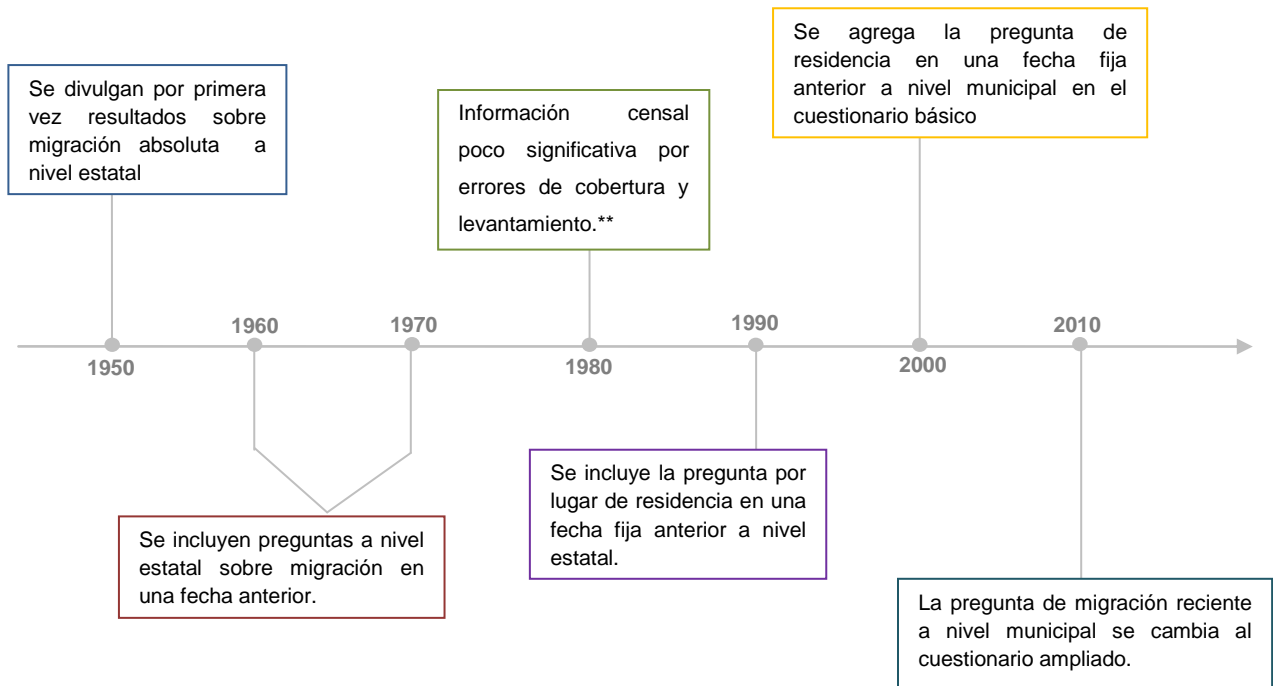 Se agrega la pregunta de
residencia en una fecha fija
anterior a nivel municipal en el
cuestionario básico
Se divulgan por primera
vez resultados sobre
migración absoluta a
nivel estatal
Información censal
poco significativa por
errores de cobertura y
levantamiento.**
1960
1970
1990
2010
1950
1980
2000
Se incluyen preguntas a nivel
estatal sobre migración en
una fecha anterior.
Se incluye la pregunta por
lugar de residencia en una
fecha fija anterior a nivel
estatal.
La pregunta de migración reciente
a nivel municipal se cambia al
cuestionario ampliado.